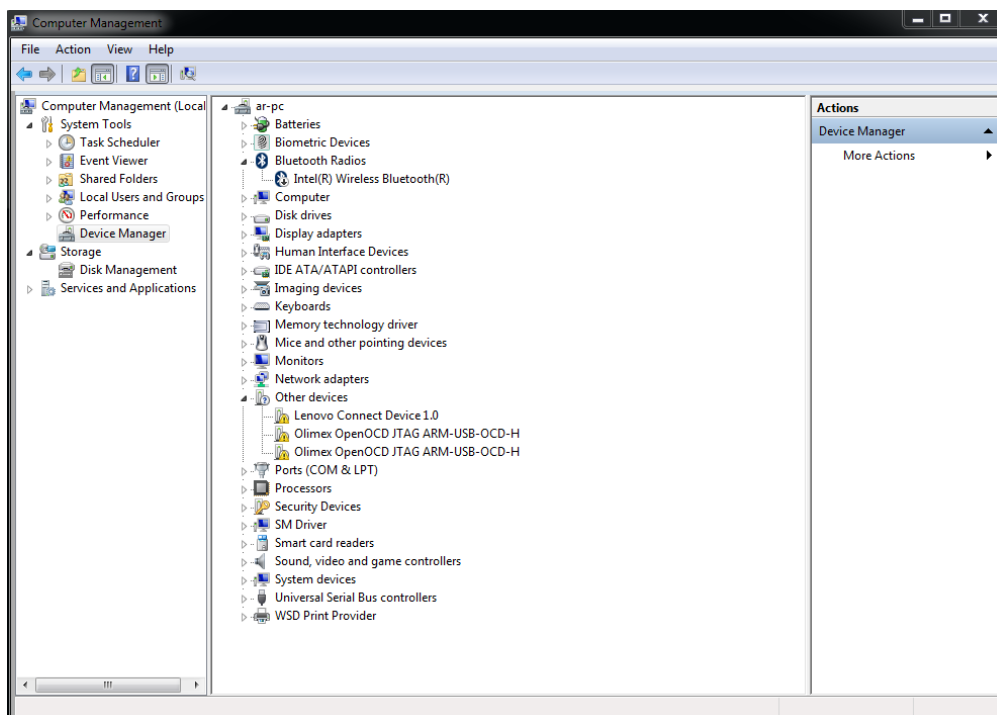 Computer Management
File Action View Help
Computer Management (Local
System Tools
Task Scheduler
Event Viewer
Shared Folders
Local Users and Groups
Performance
Device Manager
Storage
Disk Management
Services and Applications
ar-pc
Batteries
Biometric Devices
Bluetooth Radios
Intel(R) Wireless Bluetooth(R)
Computer
Disk drives
Display adapters
Human Interface Devices
IDE ATA/ATAPI controllers
Imaging devices
Keyboards
Memory technology driver
Mice and other pointing devices
Monitors
Network adapters
Other devices
Lenovo Connect Device 1.0
Olimex OpenOCD JTAG ARM-USB-OCD-H
Olimex OpenOCD JTAG ARM-USB-OCD-H
Ports (COM & LPT)
Processors
Security Devices
SM Driver
Smart card readers
Sound, video and game controllers
System devices
Universal Serial Bus controllers
WSD Print Provider
Actions
Device Manager
More Actions